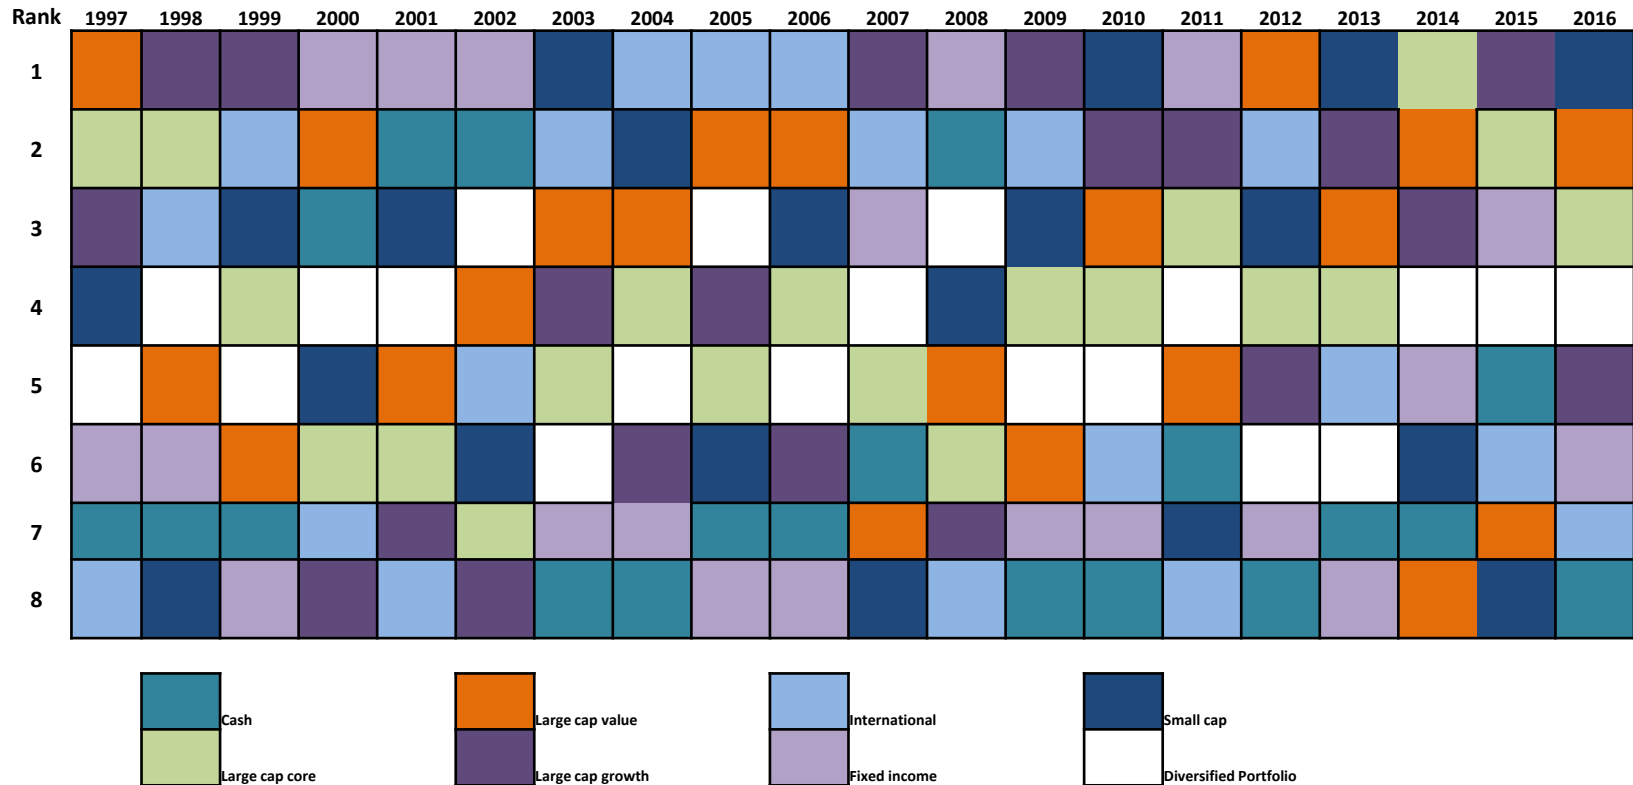 Rank 1997 1998 1999 2000 2001 2002 2003 2004 2005 2006 2007 2008 2009 2010 2011 2012 2013 2014 2015 2016
1
2
3
4
5
6
7
8
Cash Large cap value International Small cap
Large cap core Large cap growth Fixed income Diversified Portfolio